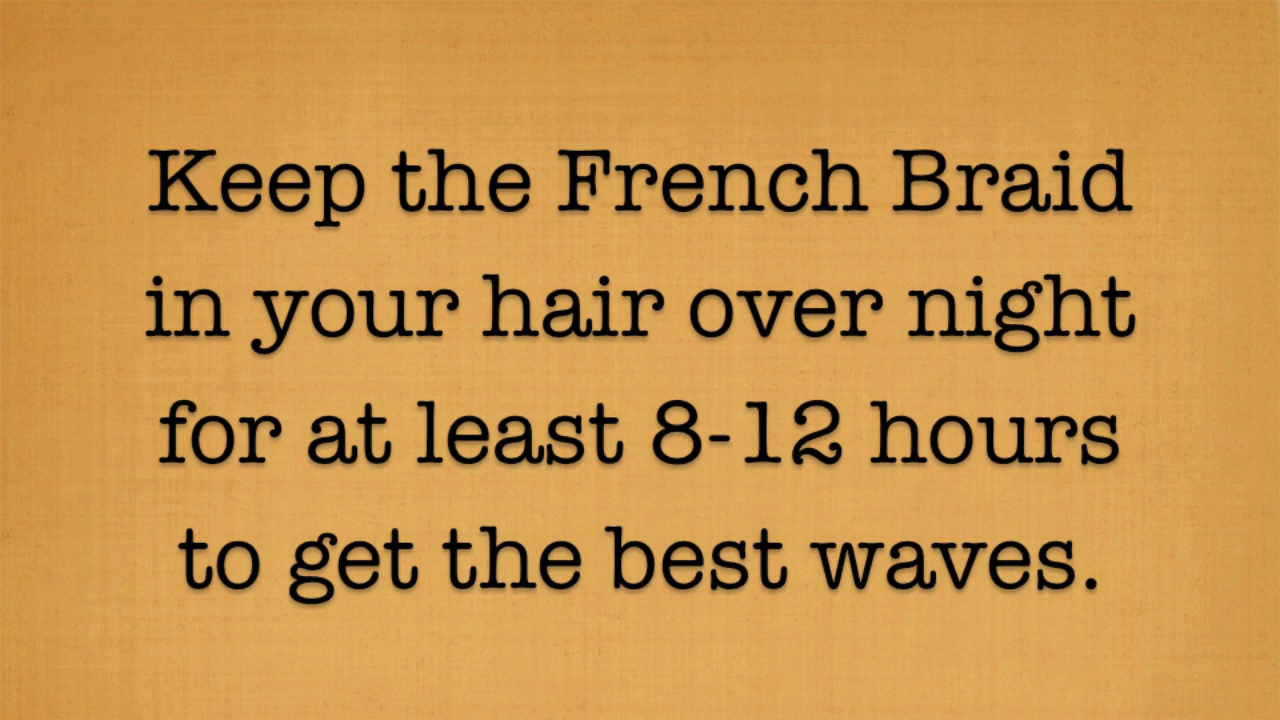 Keep the French Braid
in your hair over night
for at least 8-12 hours
to get the best waves.